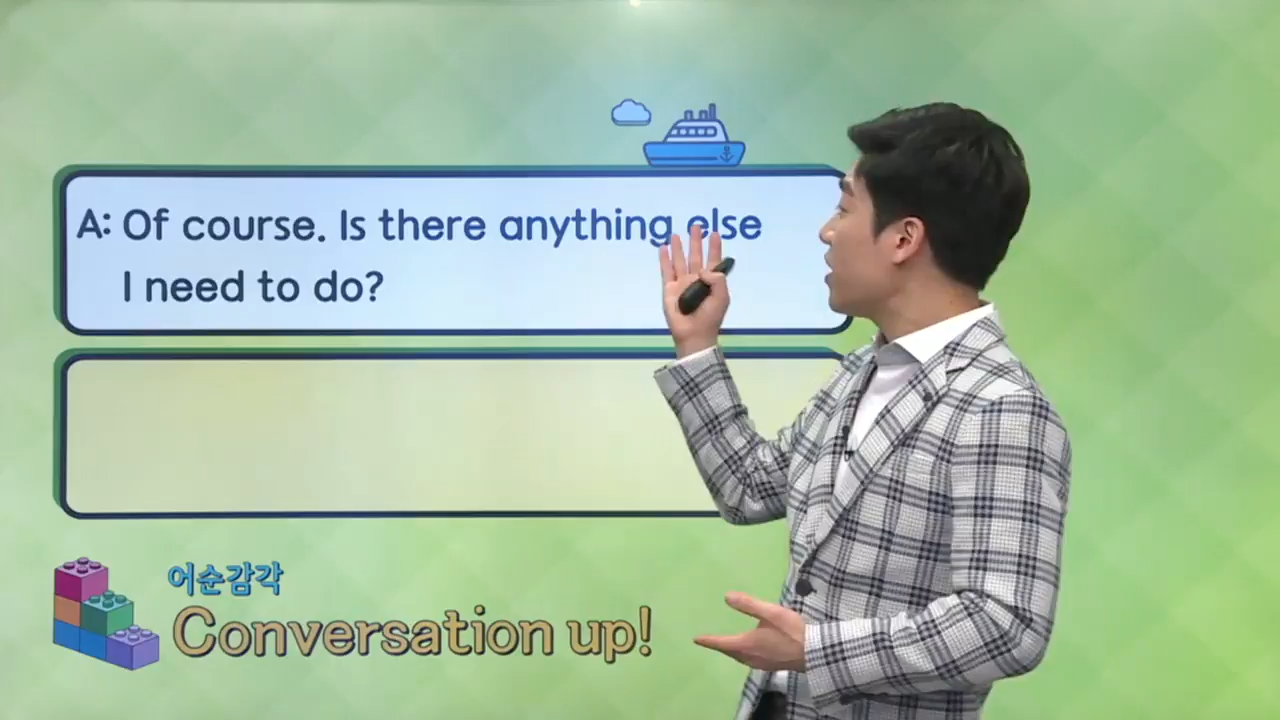 A: Of course. Is there anything else
I need to do?
어순감각
Conversation up!